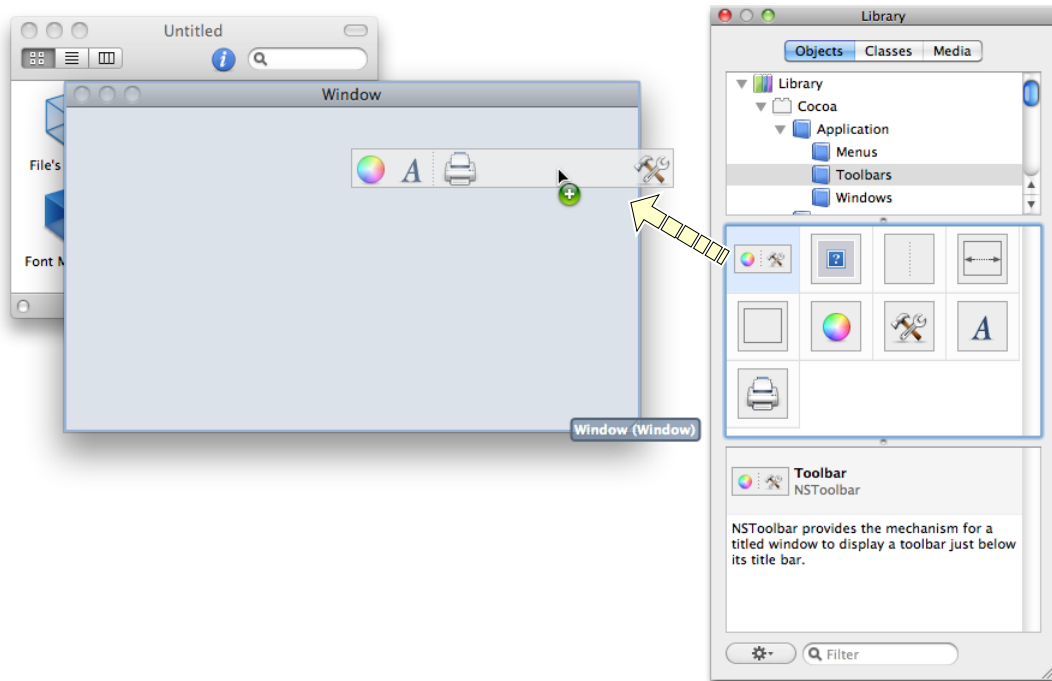 Untitled
File's
Font M
Window
A
Window (Window)
Library
Objects Classes Media
Library
Cocoa
Application
Menus
Toolbars
Windows
?
A
Toolbar
NSToolbar
NSToolbar provides the mechanism for a
titled window to display a toolbar just below
its title bar.
Filter